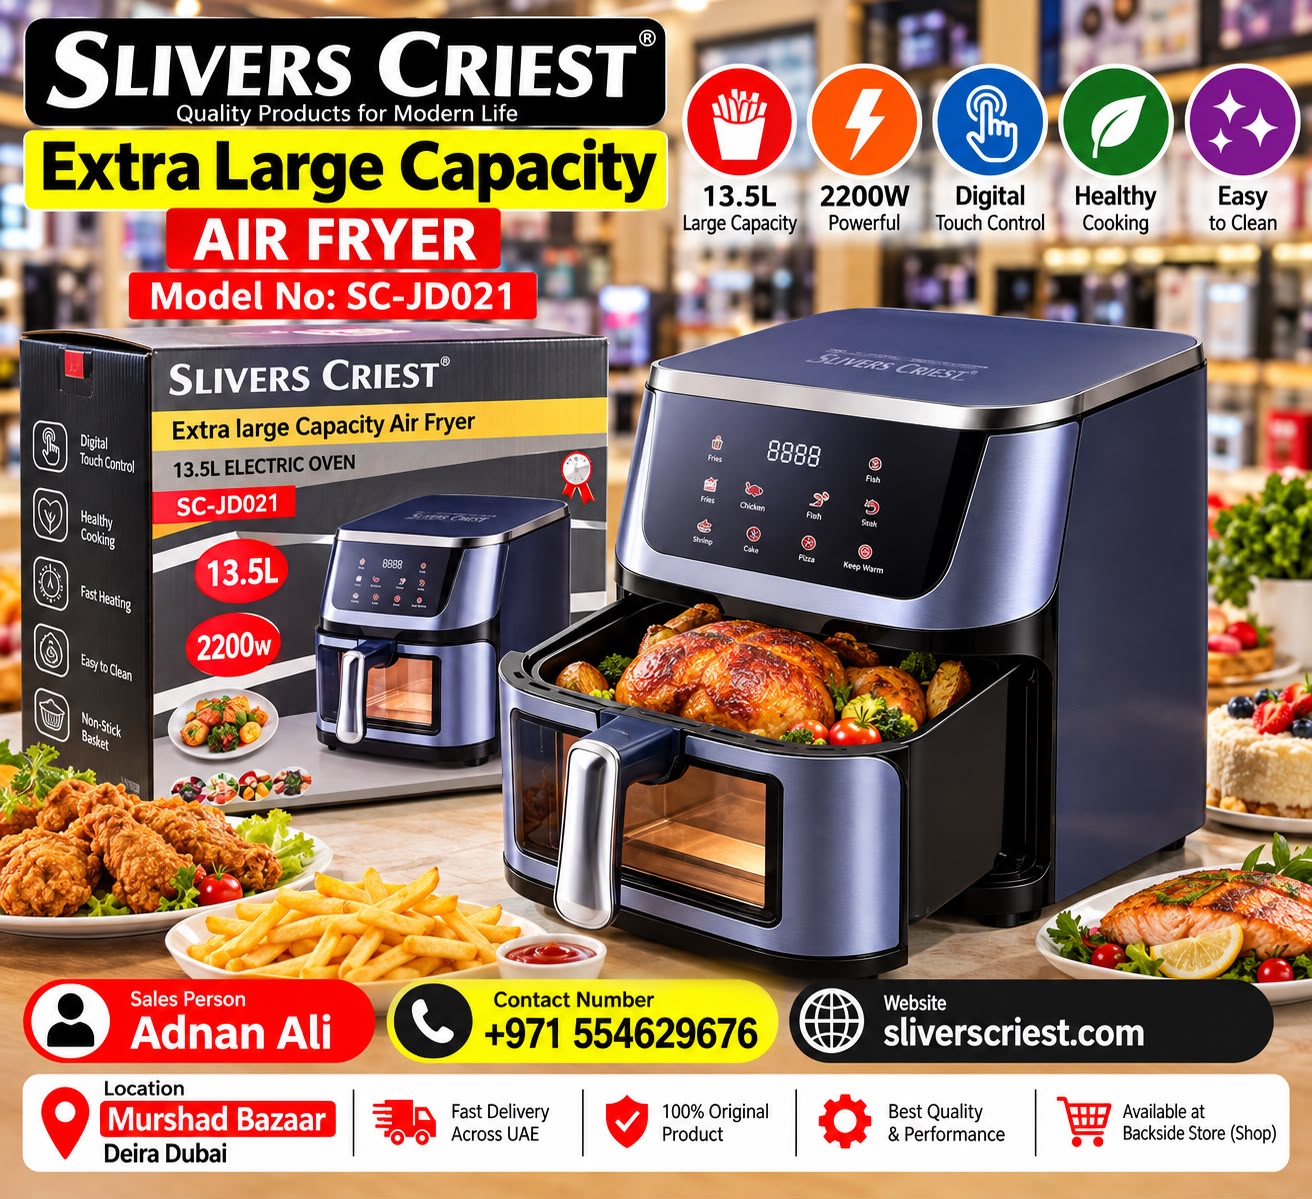 SLIVERS CRIEST®
Quality Products for Modern Life
Extra Large Capacity
AIR FRYER
Model No: SC-JD021
13.5L
Large Capacity
2200W
Powerful
Digital
Touch Control
Healthy
Cooking
Easy
to Clean
SLIVERS CRIEST®
Extra large Capacity Air Fryer
13.5L ELECTRIC OVEN
SC-JD021
13.5L
2200w
Digital
Touch Control
Healthy
Cooking
Fast Heating
Easy to Clean
Non-Stick
Basket
SLIVERS CRIEST
8888
SLIVERS CRIEST®
8888
Fries
Fish
Fries
Chicken
Fish
Shrimp
Cake
Pizza
Keep Warm
Sales Person
Adnan Ali
Contact Number
+971 554629676
Website
sliverscriest.com
Location
Murshad Bazaar
Deira Dubai
Fast Delivery
Across UAE
100% Original
Product
Best Quality
& Performance
Available at
Backside Store (Shop)